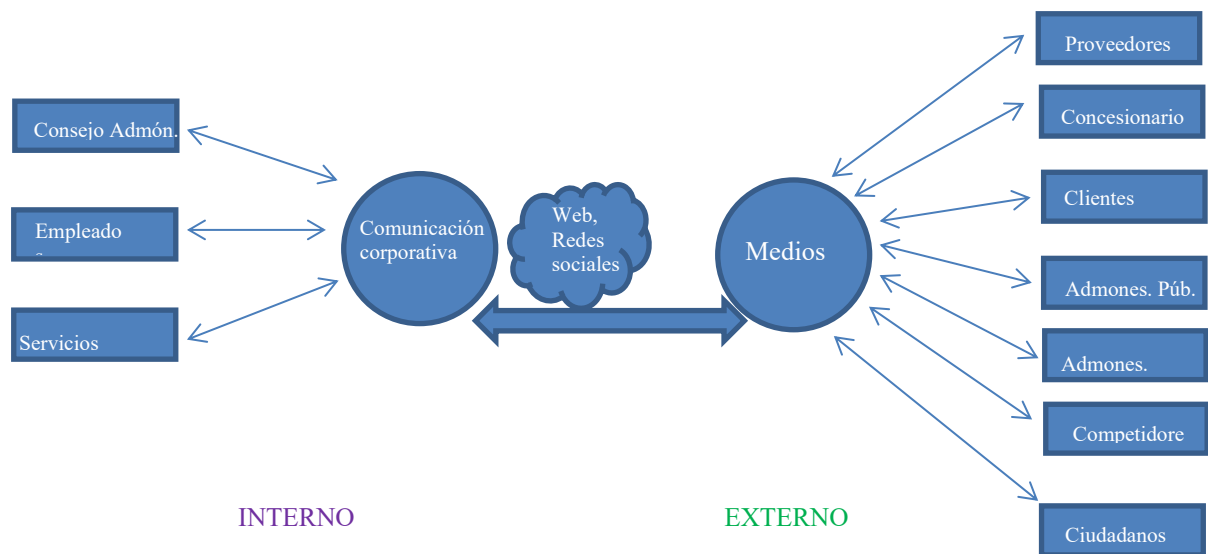 Consejo Admón.
Empleado
Servicios
Comunicación
corporativa
Web,
Redes
sociales
Medios
Proveedores
Concesionario
Clientes
Admones. Púb.
Admones.
Competidore
Ciudadanos
INTERNO
EXTERNO